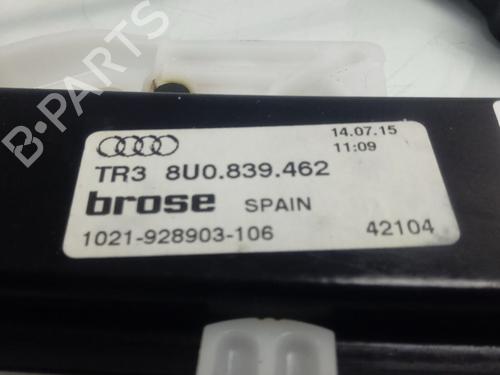 B-PARTS
14.07.15
11:09
TR3 8U0.839.462
brose SPAIN
1021-928903-106 42104